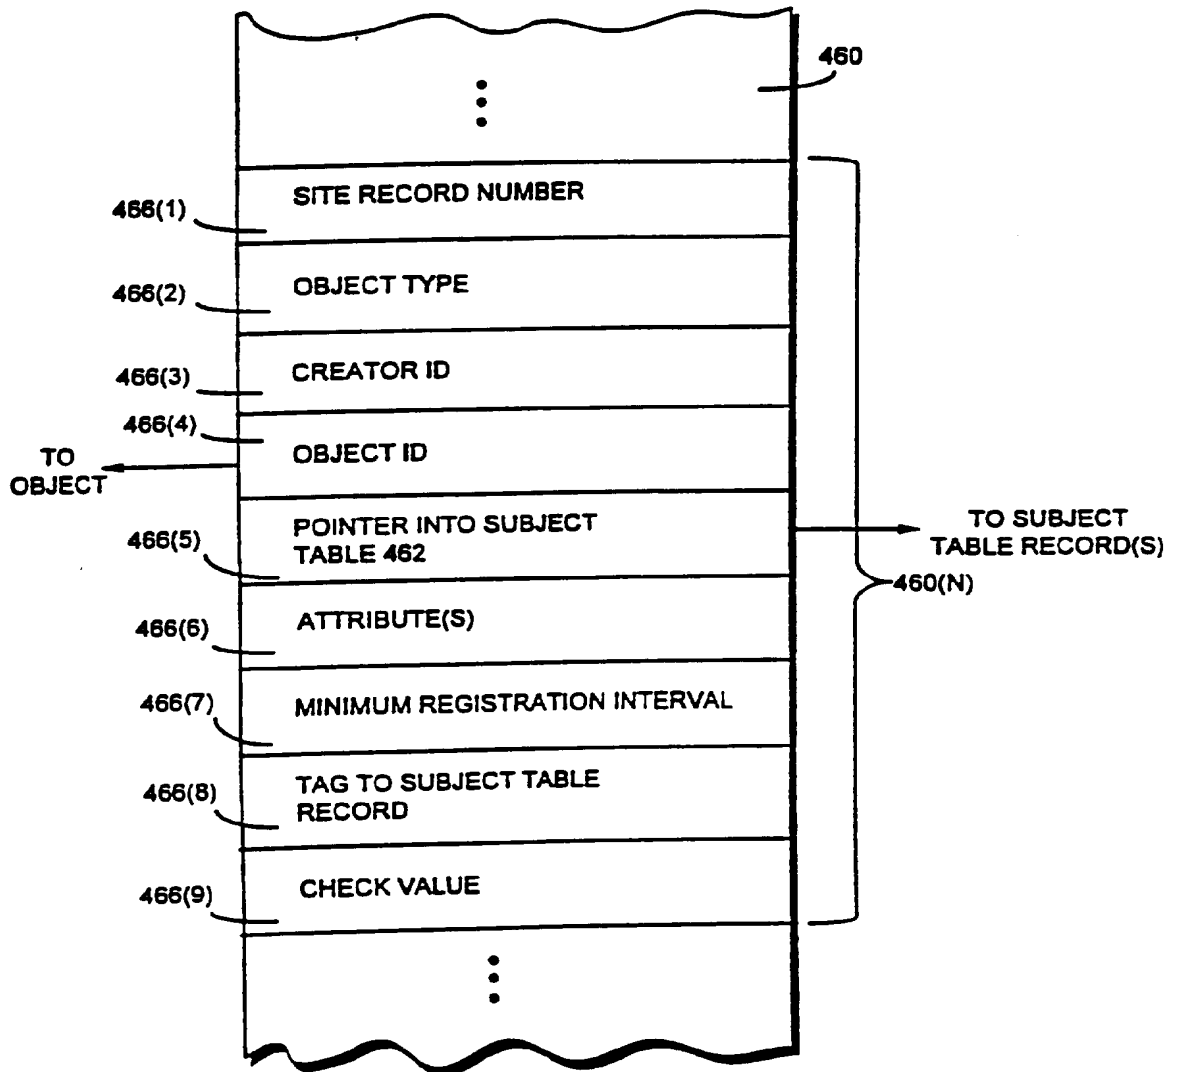 460
SITE RECORD NUMBER
466(1)
OBJECT TYPE
466(2)
CREATOR ID
466(3)
466(4)
OBJECT ID
TO
OBJECT
POINTER INTO SUBJECT
TABLE 462
466(5)
TO SUBJECT
TABLE RECORD(S)
460(N)
ATTRIBUTE(S)
466(6)
MINIMUM REGISTRATION INTERVAL
466(7)
TAG TO SUBJECT TABLE
RECORD
466(8)
CHECK VALUE
466(9)